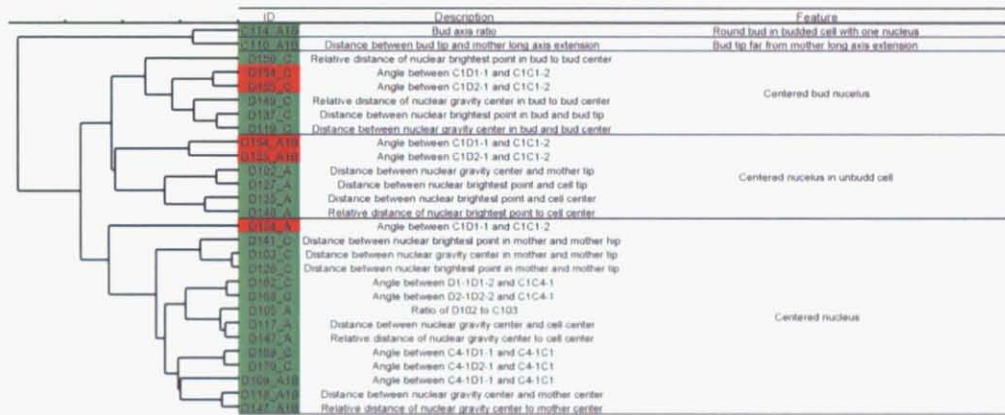 ID Description Feature
C114_A1B Bud axis ratio Round bud in budded cell with one nucleus
C110_A1B Distance between bud tip and mother long axis extension Bud tip far from mother long axis extension
Relative distance of nuclear brightest point in bud to bud center
D154_C Angle between C1D1-1 and C1C1-2
D155_C Angle between C1D2-1 and C1C1-2
Centered bud nucelus
D149_C Relative distance of nuclear gravity center in bud to bud center
D137_C Distance between nuclear brightest point in bud and bud tip
D119_C Distance between nuclear gravity center in bud and bud center
D154_A1B Angle between C1D1-1 and C1C1-2
D155_A1B Angle between C1D2-1 and C1C1-2
D102_A Distance between nuclear gravity center and mother tip
Centered nucelus in unbudd cell
D127_A Distance between nuclear brightest point and cell tip
D135_A Distance between nuclear brightest point and cell center
Relative distance of nuclear brightest point to cell center
D154_A Angle between C1D1-1 and C1C1-2
D141_C Distance between nuclear brightest point in mother and mother hip
D103_C Distance between nuclear gravity center in mother and mother tip
D128_C Distance between nuclear brightest point in mother and mother tip
D162_C Angle between D1-1D1-2 and C1C4-1
Angle between D2-1D2-2 and C1C4-1
D105_A Ratio of D102 to C103
Centered nucleus
D117_A Distance between nuclear gravity center and cell center
D147_A Relative distance of nuclear gravity center to cell center
D169_C Angle between C4-1D1-1 and C4-1C1
D170_C Angle between C4-1D2-1 and C4-1C1
D169_A1B Angle between C4-1D1-1 and C4-1C1
D118_A1B Distance between nuclear gravity center and mother center
D147_A1B Relative distance of nuclear gravity center to mother center